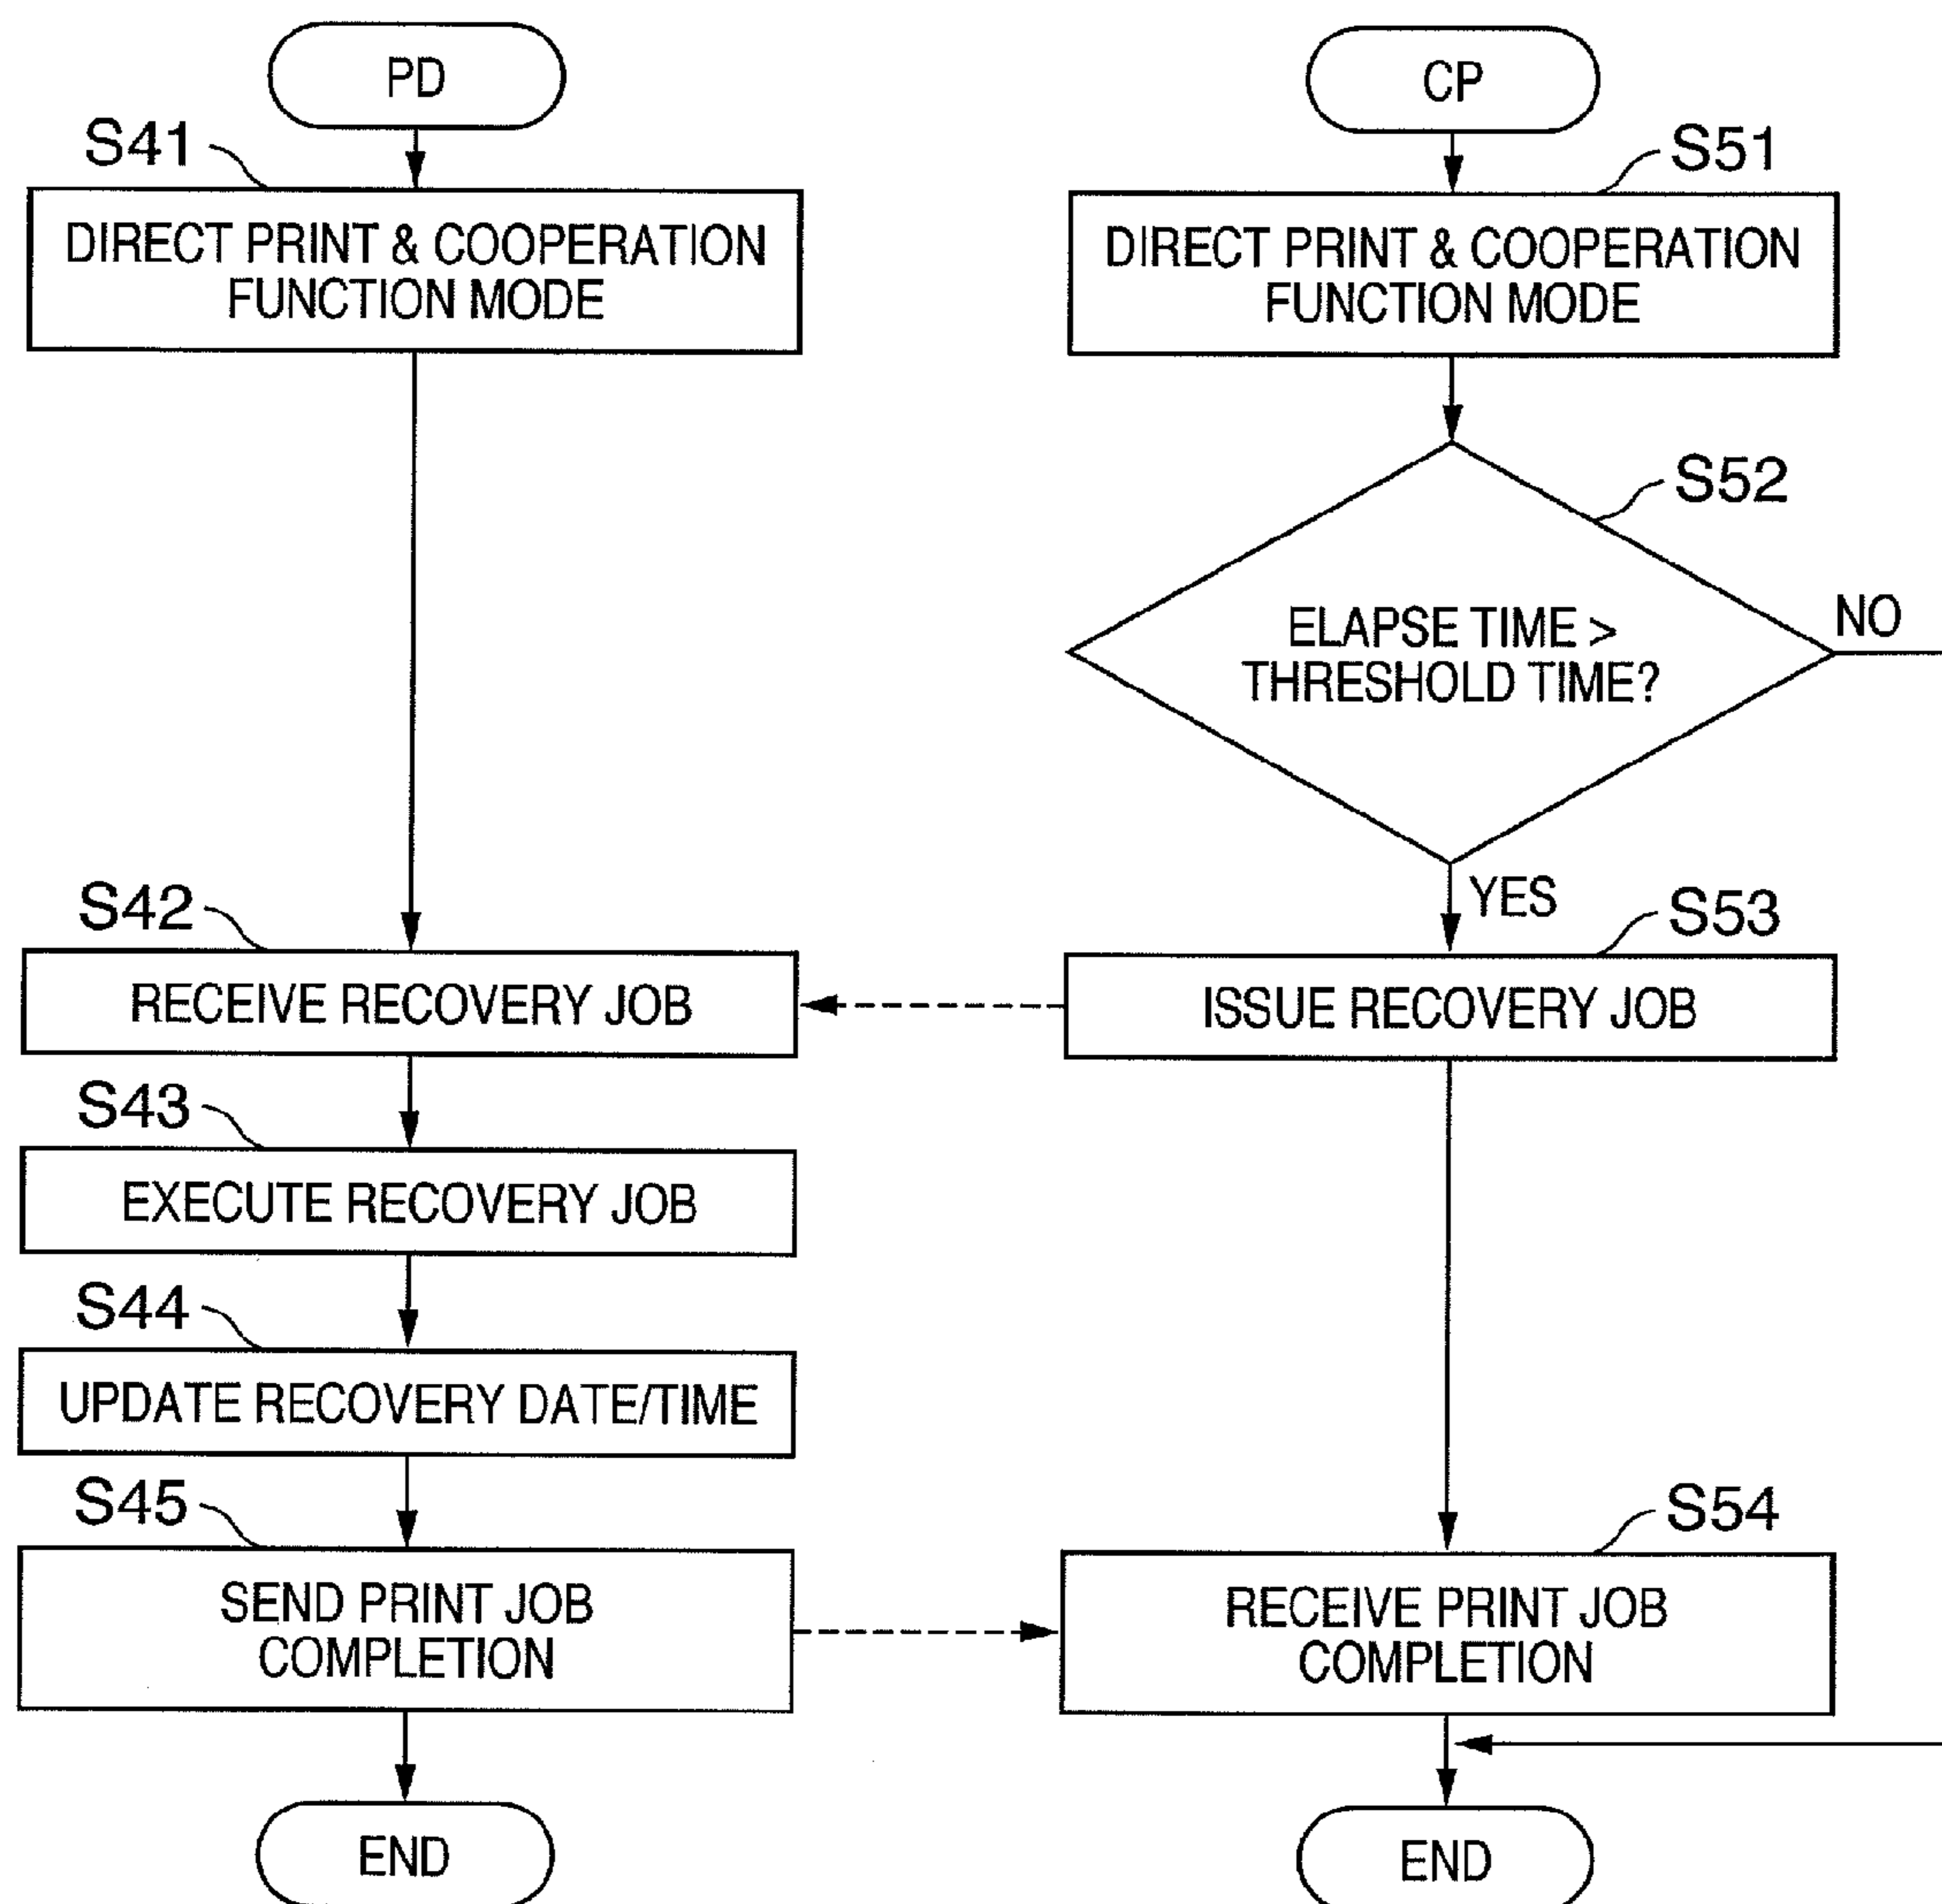 PD
S41
DIRECT PRINT & COOPERATION
FUNCTION MODE
S42
RECEIVE RECOVERY JOB
S43
EXECUTE RECOVERY JOB
S44
UPDATE RECOVERY DATE/TIME
S45
SEND PRINT JOB
COMPLETION
END
CP
S51
DIRECT PRINT & COOPERATION
FUNCTION MODE
S52
ELAPSE TIME >
THRESHOLD TIME?
NO
YES
S53
ISSUE RECOVERY JOB
S54
RECEIVE PRINT JOB
COMPLETION
END